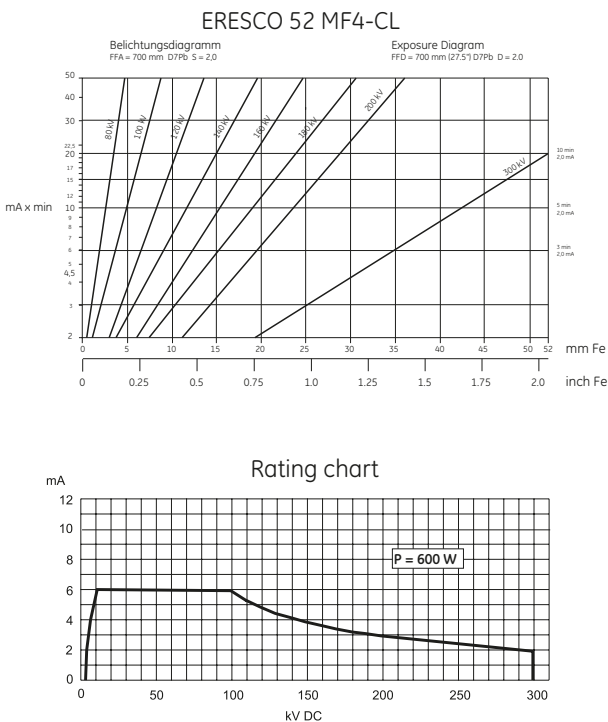 ERESCO 52 MF4-CL
Belichtungsdiagramm
FFA = 700 mm D7Pb S = 2,0
Exposure Diagram
FFD = 700 mm (27.5") D7Pb D = 2.0
50
40
30
22,5
20
17
15
12
10
9
8
7
6
5
4,5
4
3
2
mA x min
80 kV
100 kV
120 kV
140 kV
160 kV
180 kV
200 kV
300 kV
10 min
2,0 mA
5 min
2,0 mA
3 min
2,0 mA
0 5 10 15 20 25 30 35 40 45 50 52 mm Fe
0 0.25 0.5 0.75 1.0 1.25 1.5 1.75 2.0 inch Fe
Rating chart
mA
12
10
8
6
4
2
0
P = 600 W
0 50 100 150 200 250 300
kV DC